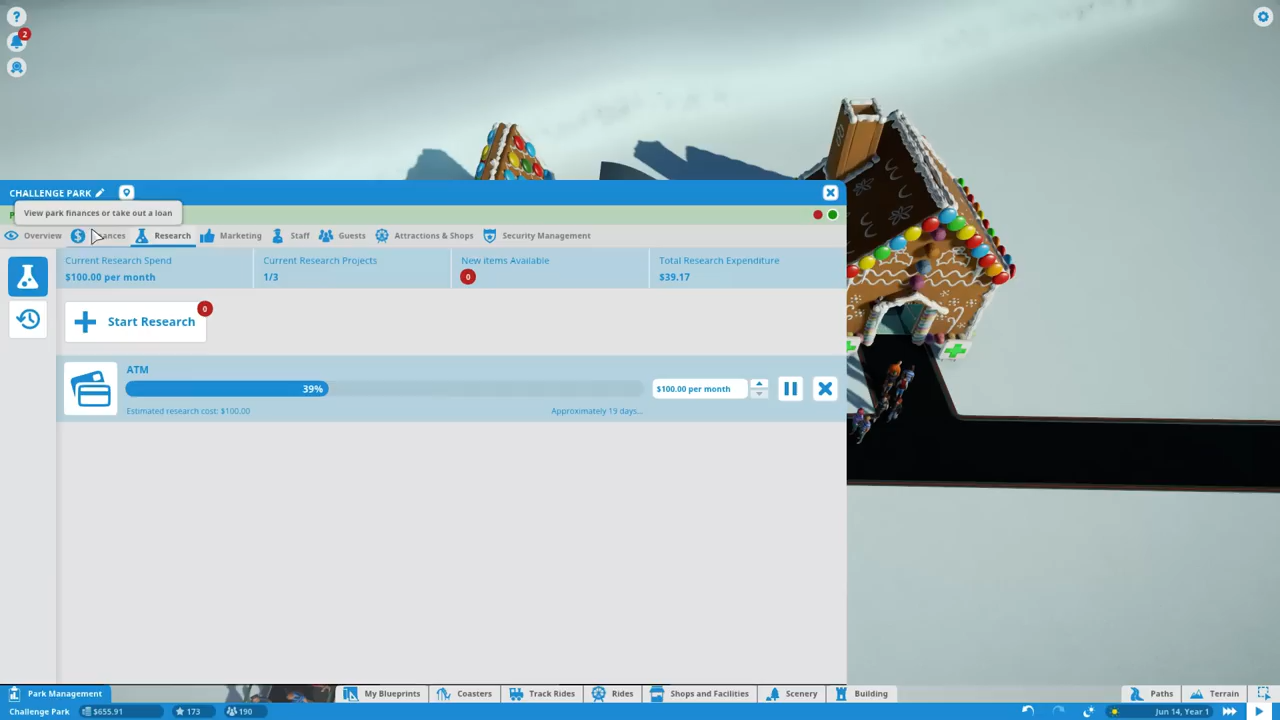 2
CHALLENGE PARK
View park finances or take out a loan
Overview
Research
Marketing
Staff
Guests
Attractions & Shops
Security Management
Current Research Spend
$100.00 per month
Current Research Projects
1/3
New items Available
0
Total Research Expenditure
$39.17
Start Research
0
ATM
39%
$100.00 per month
Estimated research cost: $100.00
Approximately 19 days...
Park Management
My Blueprints
Coasters
Track Rides
Rides
Shops and Facilities
Scenery
Building
Paths
Terrain
Challenge Park
$655.91
173
190
Jun 14, Year 1